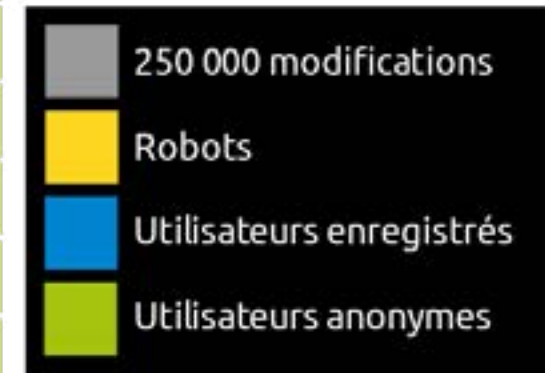 250 000 modifications
Robots
Utilisateurs enregistrés
Utilisateurs anonymes